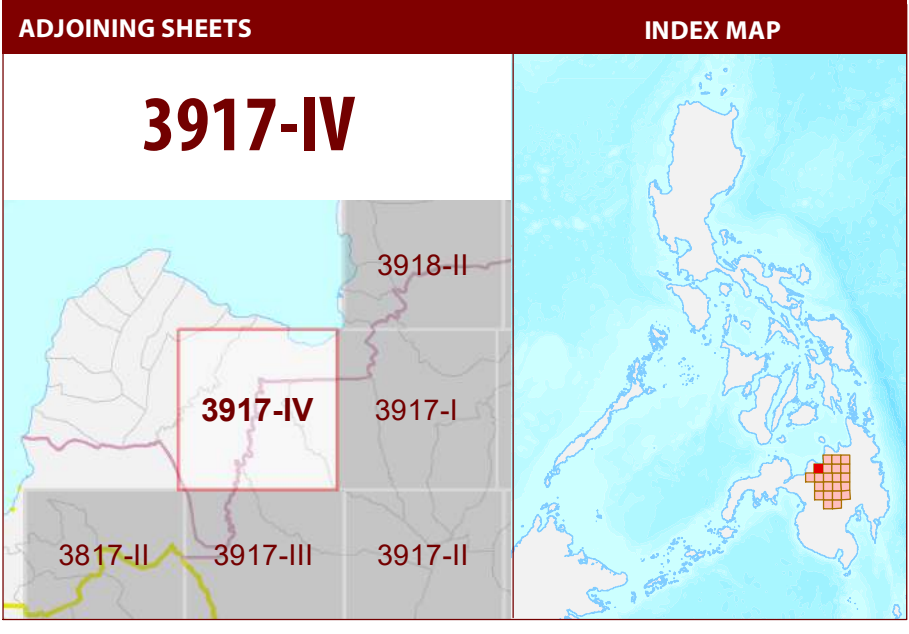 ADJOINING SHEETS
INDEX MAP
3917-IV
3918-II
3917-IV
3917-I
3817-II
3917-III
3917-II